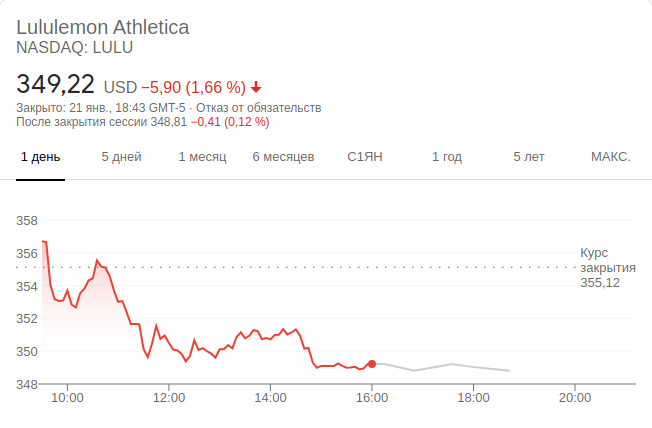 Lululemon Athletica
NASDAQ: LULU
349,22 USD −5,90 (1,66 %)
Закрыто: 21 янв., 18:43 GMT-5 · Отказ от обязательств
После закрытия сессии 348,81 −0,41 (0,12 %)
1 день 5 дней 1 месяц 6 месяцев С1ЯН 1 год 5 лет МАКС.
358
356
Курс
закрытия
355,12
354
352
350
348
10:00 12:00 14:00 16:00 18:00 20:00